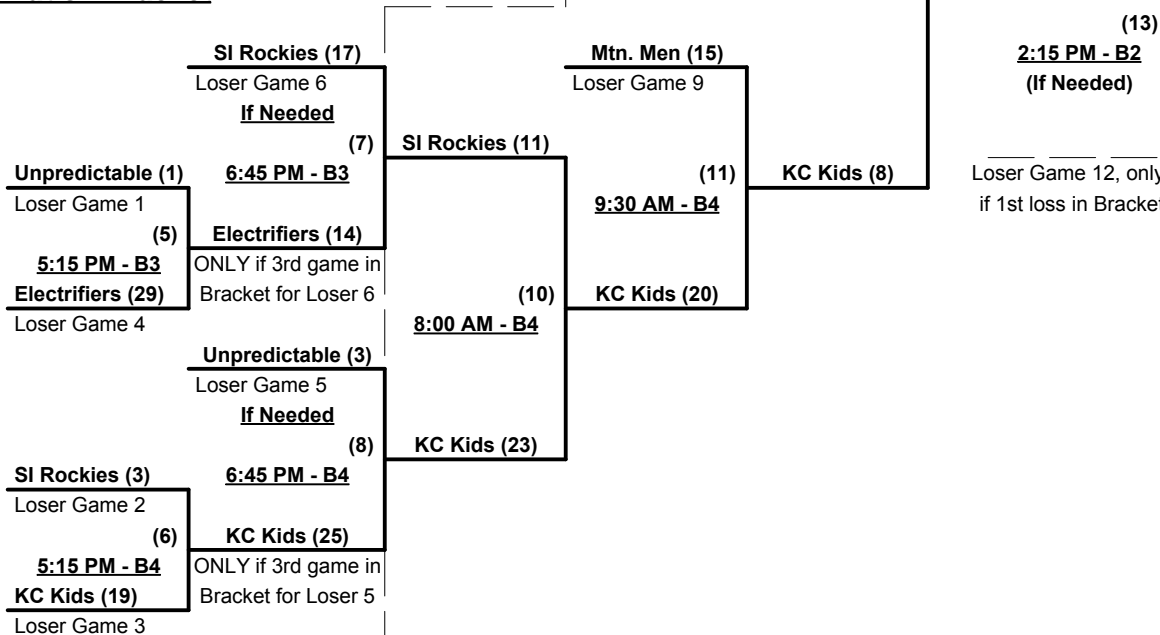 (13)
SI Rockies (17)
Mtn. Men (15)
2:15 PM - B2
Loser Game 6
Loser Game 9
(If Needed)
If Needed
(7)
SI Rockies (11)
Unpredictable (1)
6:45 PM - B3
(11)
KC Kids (8)
Loser Game 12, only
Loser Game 1
9:30 AM - B4
if 1st loss in Bracket
(5)
Electrifiers (14)
5:15 PM - B3
ONLY if 3rd game in
Electrifiers (29)
Bracket for Loser 6
(10)
KC Kids (20)
Loser Game 4
8:00 AM - B4
Unpredictable (3)
Loser Game 5
If Needed
(8)
KC Kids (23)
SI Rockies (3)
6:45 PM - B4
Loser Game 2
(6)
KC Kids (25)
5:15 PM - B4
ONLY if 3rd game in
KC Kids (19)
Bracket for Loser 5
Loser Game 3